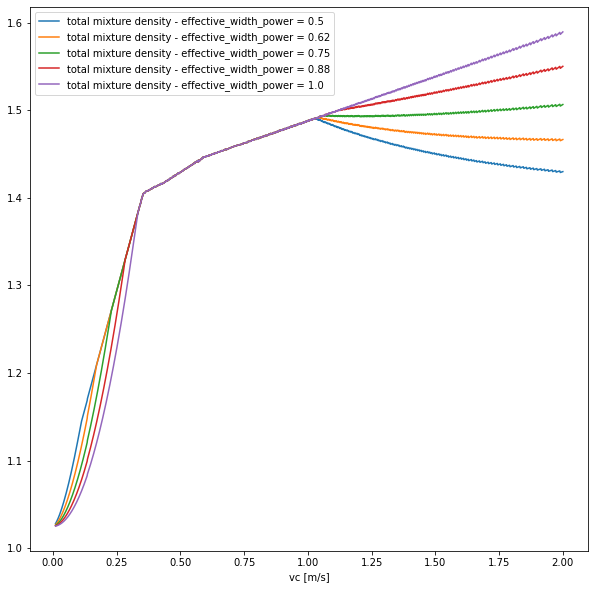 total mixture density - effective_width_power = 0.5
total mixture density - effective_width_power = 0.62
total mixture density - effective_width_power = 0.75
total mixture density - effective_width_power = 0.88
total mixture density - effective_width_power = 1.0
1.6
1.5
1.4
1.3
1.2
1.1
1.0
0.00 0.25 0.50 0.75 1.00 1.25 1.50 1.75 2.00
vc [m/s]